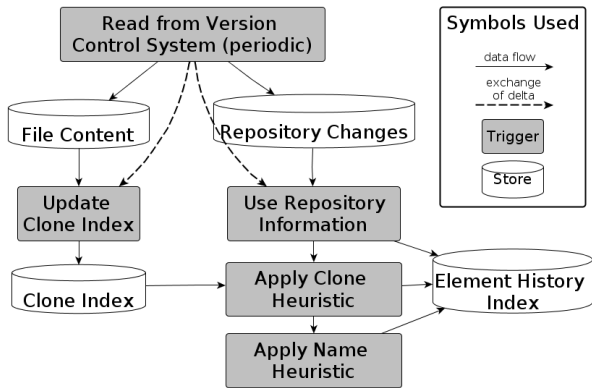 Read from Version
Control System (periodic)
Symbols Used
data flow
exchange
of delta
Trigger
Store
File Content
Repository Changes
Update
Clone Index
Use Repository
Information
Clone Index
Apply Clone
Heuristic
Element History
Index
Apply Name
Heuristic